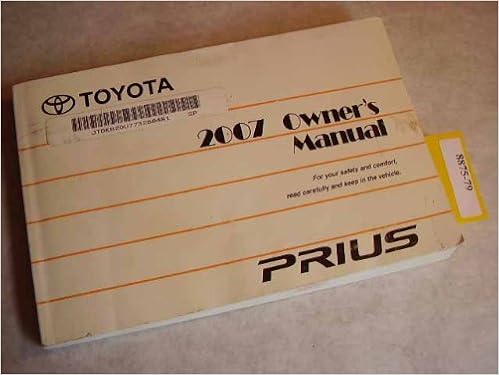 TOYOTA
2007 Owner's
Manual
For your safety and comfort,
read carefully and keep in the vehicle.
PRIUS
8875-79